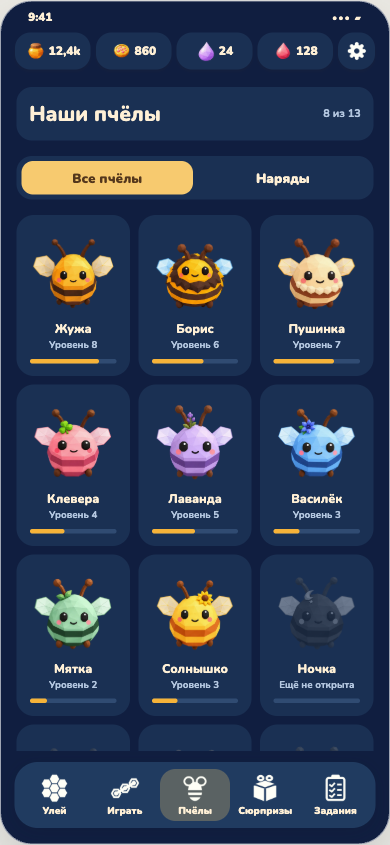 9:41
12,4k 860 24 128
Наши пчёлы 8 из 13
Все пчёлы Наряды
Жужа Борис Пушинка
Уровень 8 Уровень 6 Уровень 7
Клевера Лаванда Василёк
Уровень 4 Уровень 5 Уровень 3
Мятка Солнышко Ночка
Уровень 2 Уровень 3 Ещё не открыта
Улей Играть Пчёлы Сюрпризы Задания